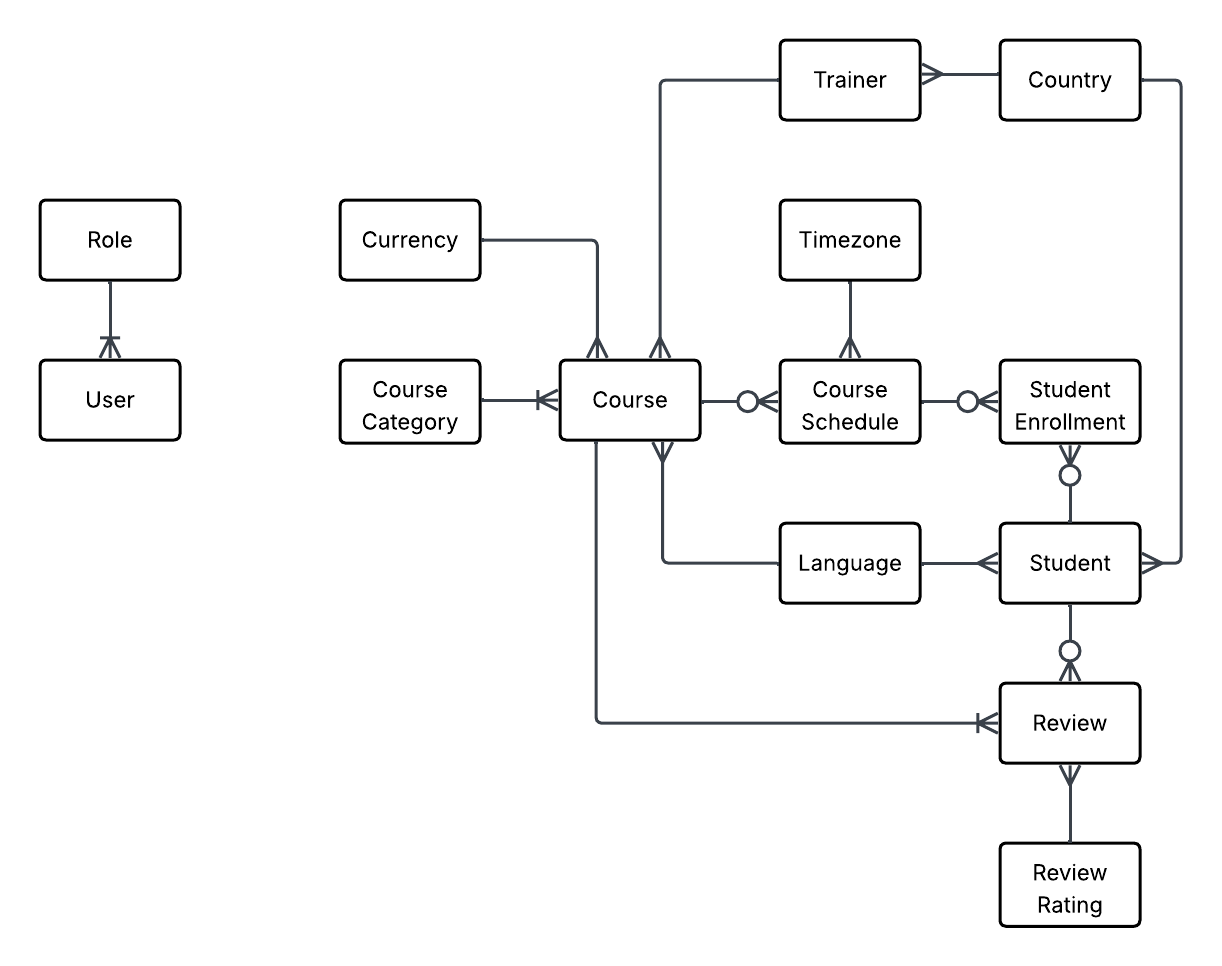 Trainer
Country
Role
Currency
Timezone
User
Course
Category
Course
Course
Schedule
Student
Enrollment
Language
Student
Review
Review
Rating